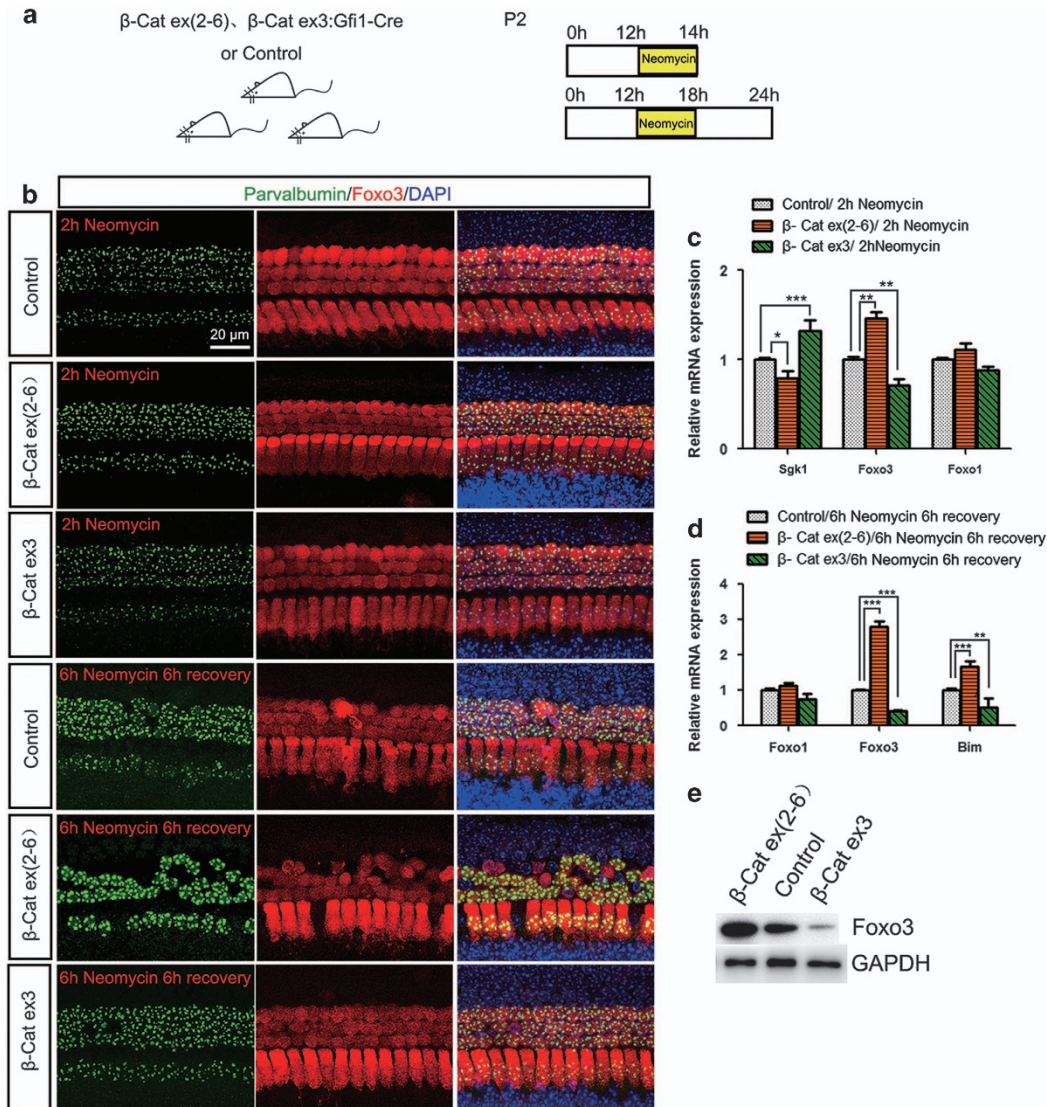 a
β-Cat ex(2-6)、β-Cat ex3:Gfi1-Cre
or Control
P2
0h 12h 14h
Neomycin
0h 12h 18h 24h
Neomycin
b
Parvalbumin/Foxo3/DAPI
Control
2h Neomycin
20 μm
β-Cat ex(2-6)
2h Neomycin
β-Cat ex3
2h Neomycin
Control
6h Neomycin 6h recovery
β-Cat ex(2-6)
6h Neomycin 6h recovery
β-Cat ex3
6h Neomycin 6h recovery
c
Control/ 2h Neomycin
β- Cat ex(2-6)/ 2h Neomycin
β- Cat ex3/ 2hNeomycin
Relative mRNA expression
2
1
0
*
***
**
**
Sgk1 Foxo3 Foxo1
d
Control/6h Neomycin 6h recovery
β- Cat ex(2-6)/6h Neomycin 6h recovery
β- Cat ex3/6h Neomycin 6h recovery
Relative mRNA expression
4
3
2
1
0
***
***
***
**
Foxo1 Foxo3 Bim
e
β-Cat ex(2-6)
Control
β-Cat ex3
Foxo3
GAPDH